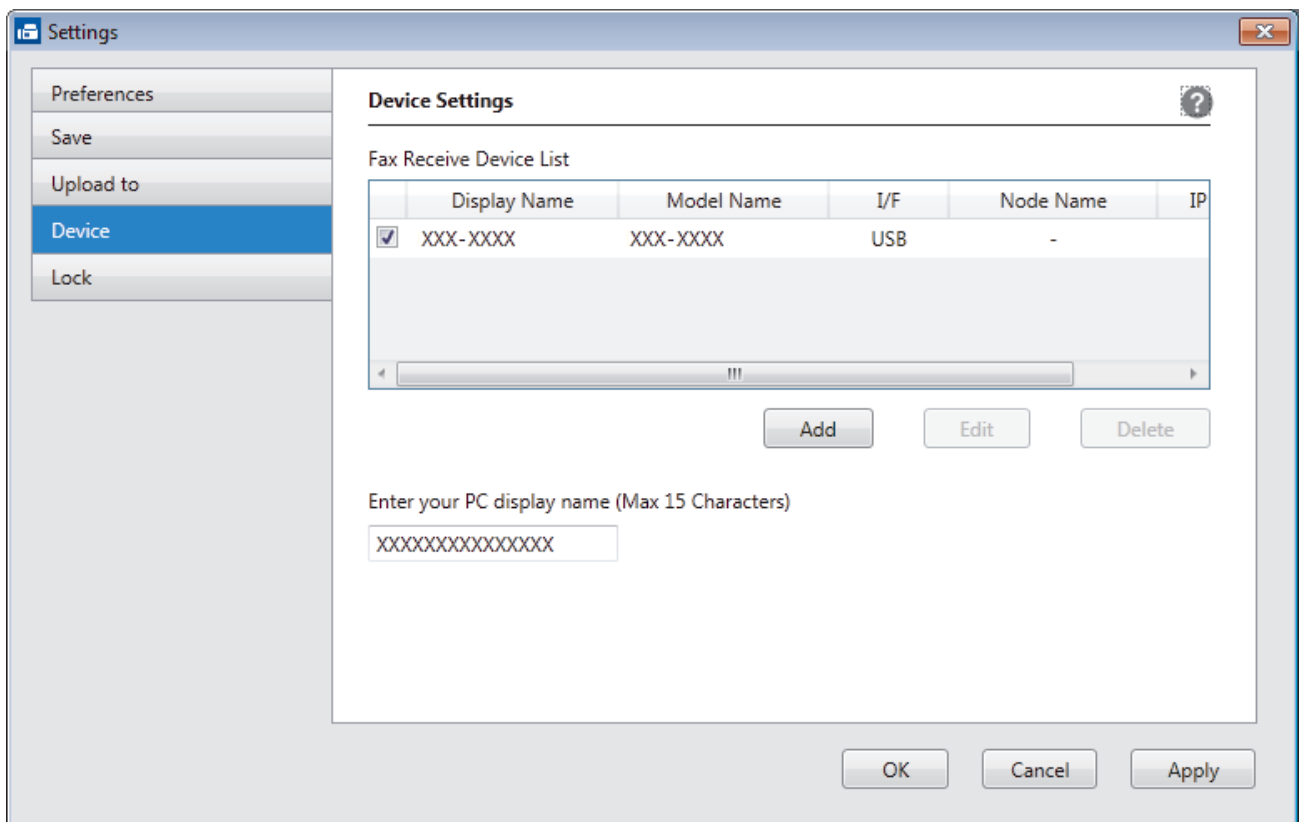 Settings
Preferences
Save
Upload to
Device
Lock
Device Settings
?
Fax Receive Device List
Display Name Model Name I/F Node Name IP
XXX-XXXX XXX-XXXX USB -
Add Edit Delete
Enter your PC display name (Max 15 Characters)
XXXXXXXXXXXXXXX
OK Cancel Apply